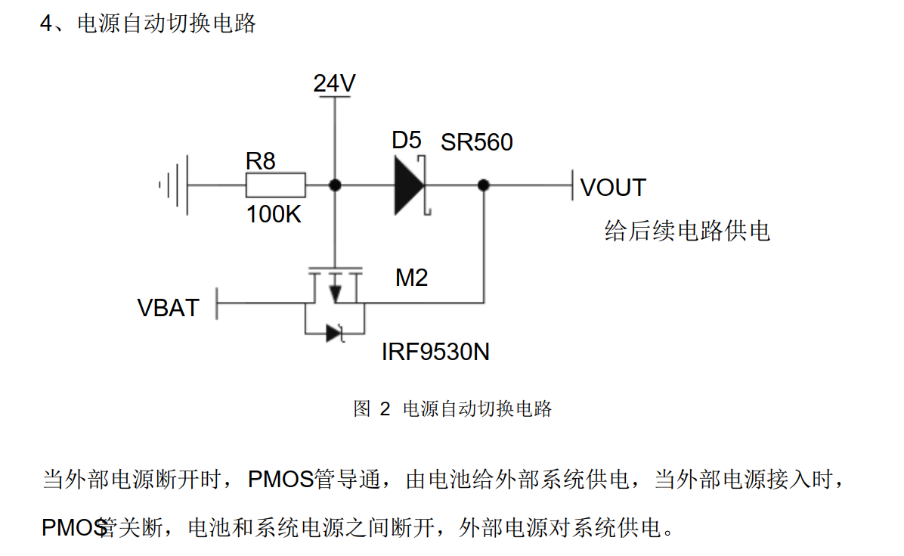 4、电源自动切换电路
24V
D5 SR560
R8
100K
VOUT
给后续电路供电
M2
VBAT
IRF9530N
图 2 电源自动切换电路
当外部电源断开时，PMOS管导通，由电池给外部系统供电，当外部电源接入时，
PMOS管关断，电池和系统电源之间断开，外部电源对系统供电。